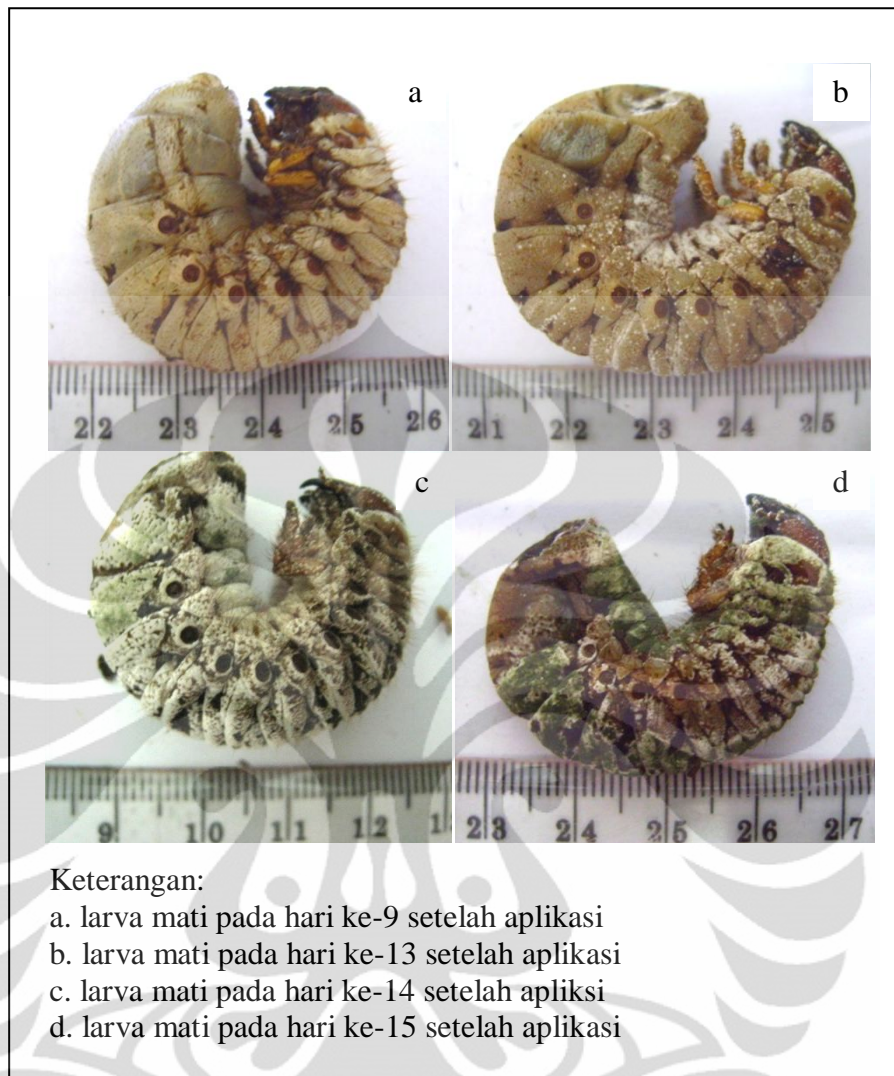 a
b
22 23 24 25 26
21 22 23 24 25
c
d
9 10 11 12 1
23 24 25 26 27
Keterangan:
a. larva mati pada hari ke-9 setelah aplikasi
b. larva mati pada hari ke-13 setelah aplikasi
c. larva mati pada hari ke-14 setelah apliksi
d. larva mati pada hari ke-15 setelah aplikasi